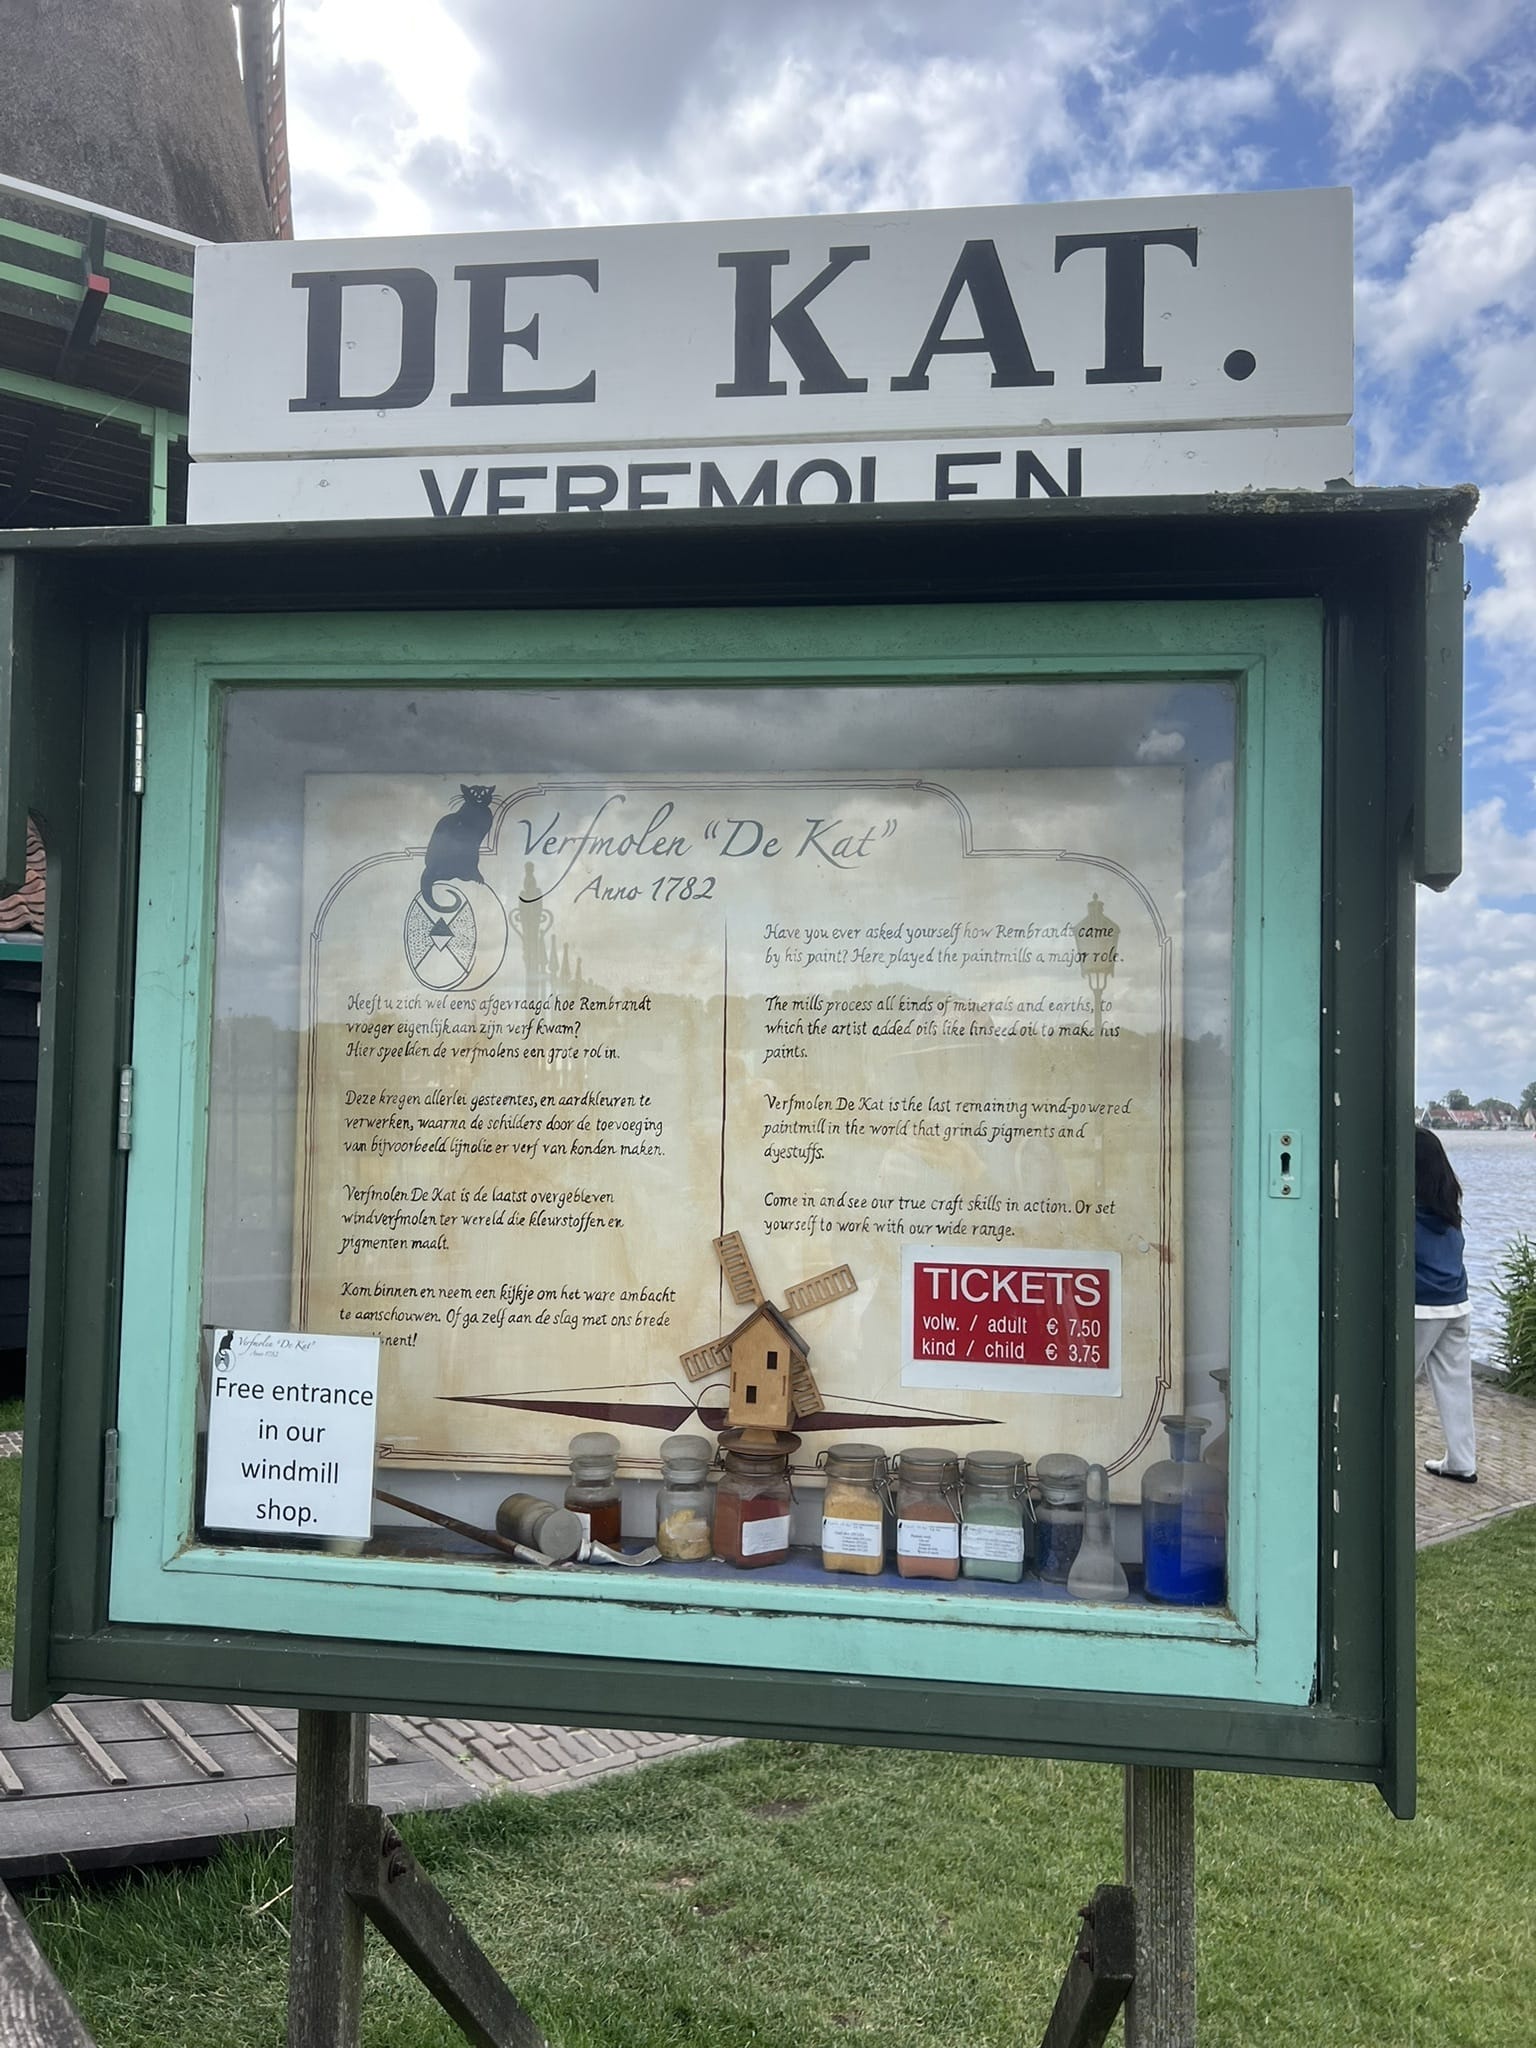 DE KAT.
VERFMOLEN
Verfmolen "De Kat"
Anno 1782
Heeft u zich wel eens afgevraagd hoe Rembrandt
vroeger eigenlijk aan zijn verf kwam?
Hier speelden de verfmolens een grote rol in.
Deze kregen allerlei gesteentes, en aardkleuren te
verwerken, waarna de schilders door de toevoeging
van bijvoorbeeld lijnolie er verf van konden maken.
Verfmolen De Kat is de laatst overgebleven
windverfmolen ter wereld die kleurstoffen en
pigmenten maalt.
Kom binnen en neem een kijkje om het ware ambacht
te aanschouwen. Of ga zelf aan de slag met ons brede
nent!
Have you ever asked yourself how Rembrandt came
by his paint? Here played the paintmills a major role.
The mills process all kinds of minerals and earths, to
which the artist added oils like linseed oil to make his
paints.
Verfmolen De Kat is the last remaining wind-powered
paintmill in the world that grinds pigments and
dyestuffs.
Come in and see our true craft skills in action. Or set
yourself to work with our wide range.
TICKETS
volw. / adult € 7,50
kind / child € 3,75
Verfmolen "De Kat"
Anno 1782
Free entrance
in our
windmill
shop.